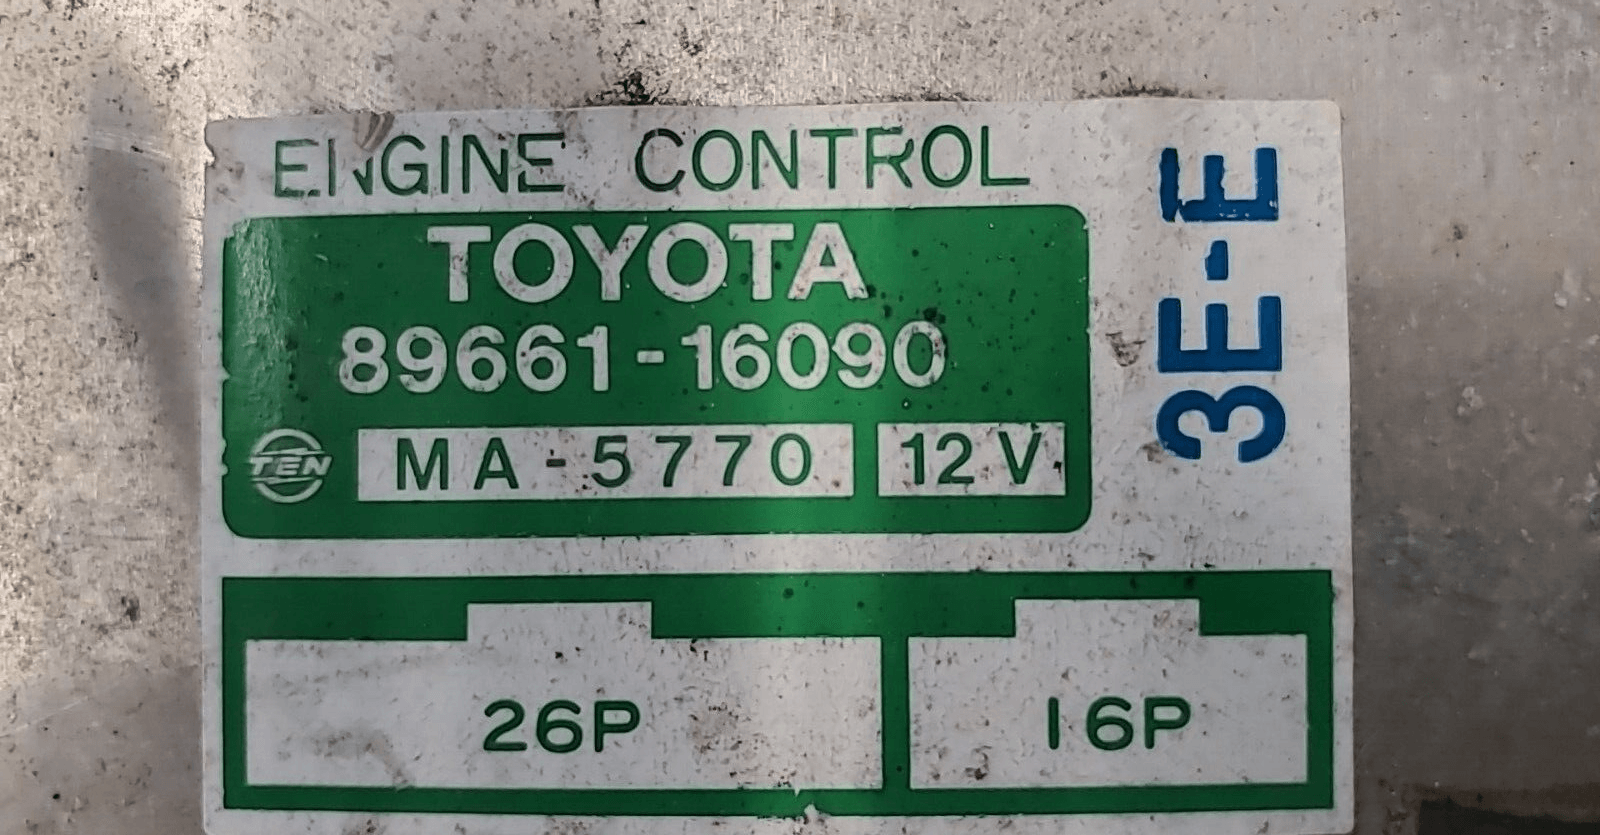 ENGINE CONTROL
TOYOTA
89661-16090
TEN
MA-5770
12V
3E-E
26P
16P